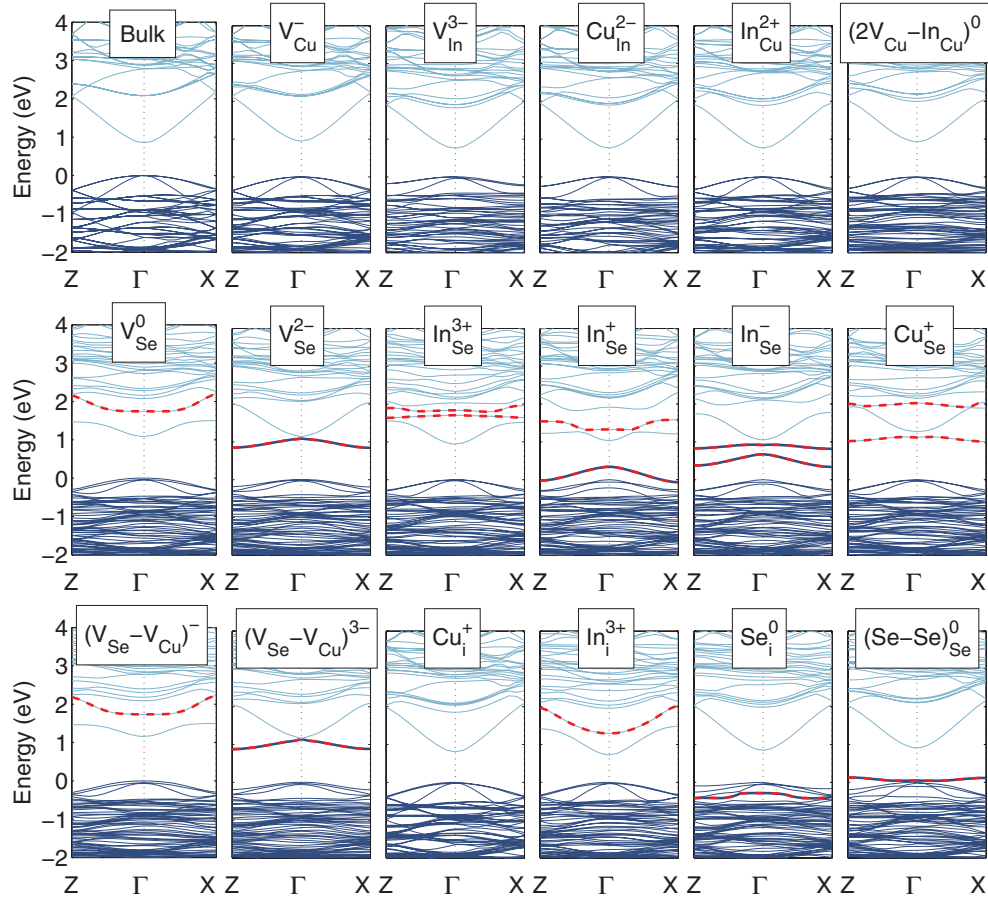 Bulk
V⁻Cu
V³⁻In
Cu²⁻In
In²⁺Cu
(2VCu−InCu)⁰
Energy (eV)
4
3
2
1
0
−1
−2
Z Γ X
Z Γ X
Z Γ X
Z Γ X
Z Γ X
Z Γ X
V⁰Se
V²⁻Se
In³⁺Se
In⁺Se
In⁻Se
Cu⁺Se
Energy (eV)
4
3
2
1
0
−1
−2
Z Γ X
Z Γ X
Z Γ X
Z Γ X
Z Γ X
Z Γ X
(VSe−VCu)⁻
(VSe−VCu)³⁻
Cu⁺i
In³⁺i
Se⁰i
(Se−Se)⁰Se
Energy (eV)
4
3
2
1
0
−1
−2
Z Γ X
Z Γ X
Z Γ X
Z Γ X
Z Γ X
Z Γ X